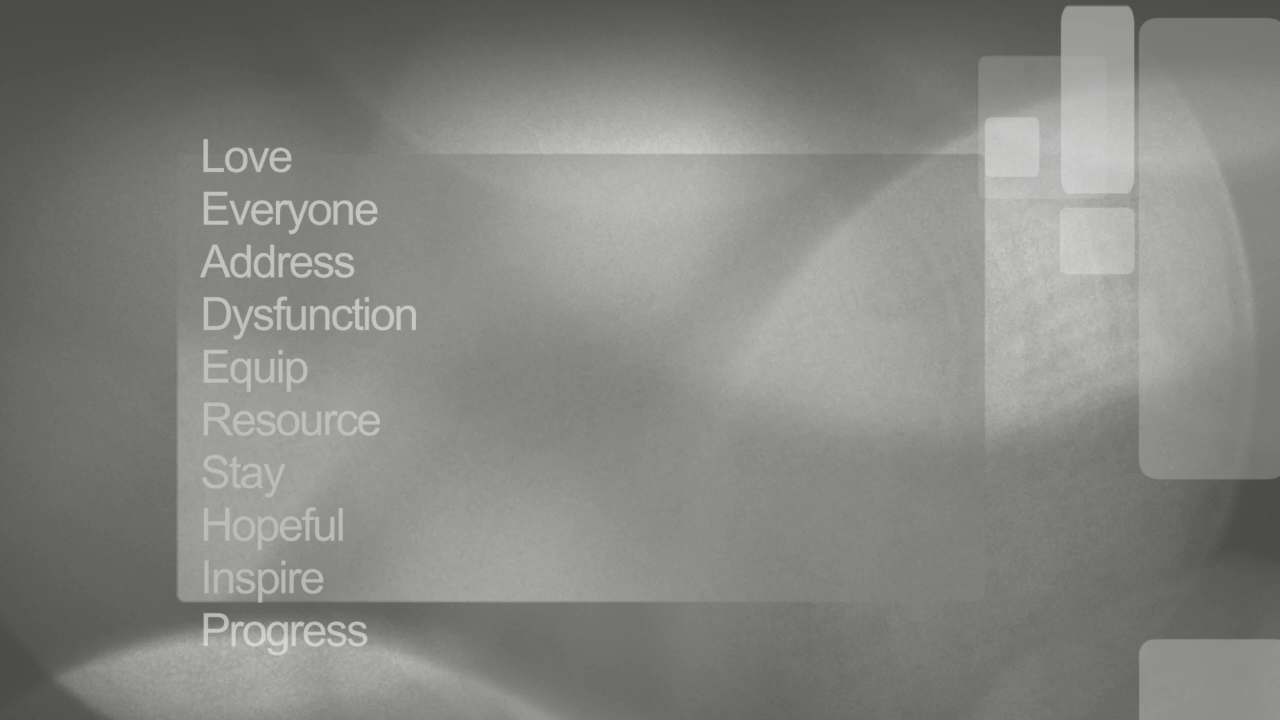 Love
Everyone
Address
Dysfunction
Equip
Resource
Stay
Hopeful
Inspire
Progress